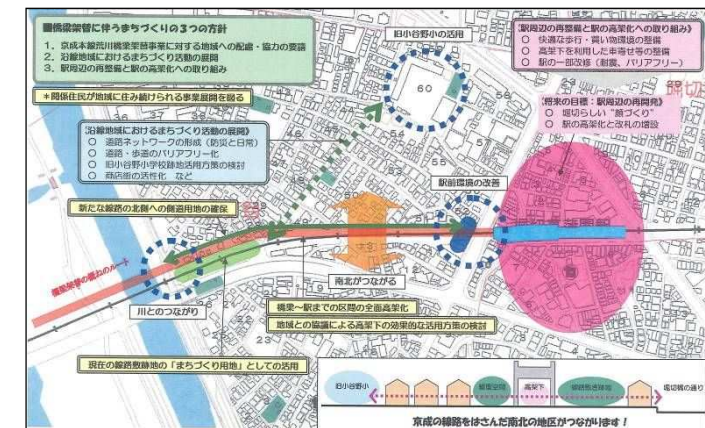 ■橋梁架替に伴うまちづくりの3つの方針
1. 京成本線荒川橋梁架替事業に対する地域への配慮・協力の要請
2. 沿線地域におけるまちづくり活動の展開
3. 駅周辺の再整備と駅の高架化への取り組み
*関係住民が地域に住み続けられる事業展開を図る
《沿線地域におけるまちづくり活動の展開》
○ 道路ネットワークの形成（防災と日常）
○ 道路・歩道のバリアフリー化
○ 旧小谷野小学校跡地活用方策の検討
○ 商店街の活性化 など
新たな線路の北側への側道用地の確保
旧小谷野小の活用
60
《駅周辺の再整備と駅の高架化への取り組み》
○ 快適な歩行・買い物環境の整備
○ 高架下を利用した車寄せ等の整備
○ 駅の一部改修（耐震、バリアフリー）
《将来の目標：駅周辺の再開発》
○ 堀切らしい“顔づくり”
○ 駅の高架化と改札の増設
駅前環境の改善
南北がつながる
川とのつながり
橋梁～駅までの区間の全面高架化
地域との協議による高架下の効果的な活用方策の検討
現在の線路敷跡地の「まちづくり用地」としての活用
旧小谷野小
高架下
堀切橋の通り
京成の線路をはさんだ南北の地区がつながります！